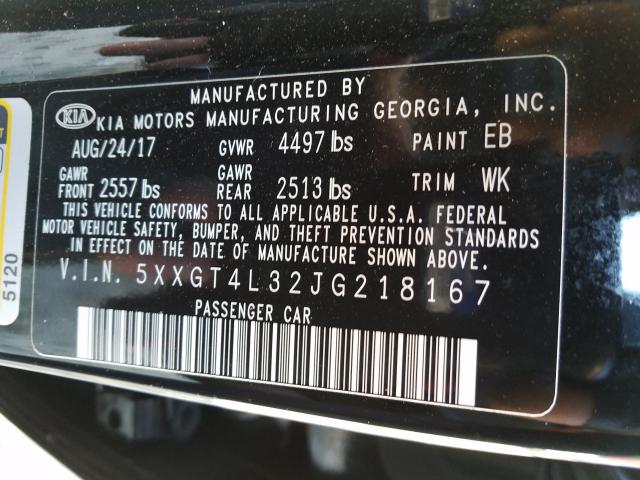 MANUFACTURED BY
KIA KIA MOTORS MANUFACTURING GEORGIA, INC.
AUG/24/17 GVWR 4497 lbs PAINT EB
GAWR FRONT 2557 lbs GAWR REAR 2513 lbs TRIM WK
THIS VEHICLE CONFORMS TO ALL APPLICABLE U.S.A. FEDERAL
MOTOR VEHICLE SAFETY, BUMPER, AND THEFT PREVENTION STANDARDS
IN EFFECT ON THE DATE OF MANUFACTURE SHOWN ABOVE.
V.I.N. 5XXGT4L32JG218167
PASSENGER CAR
5120